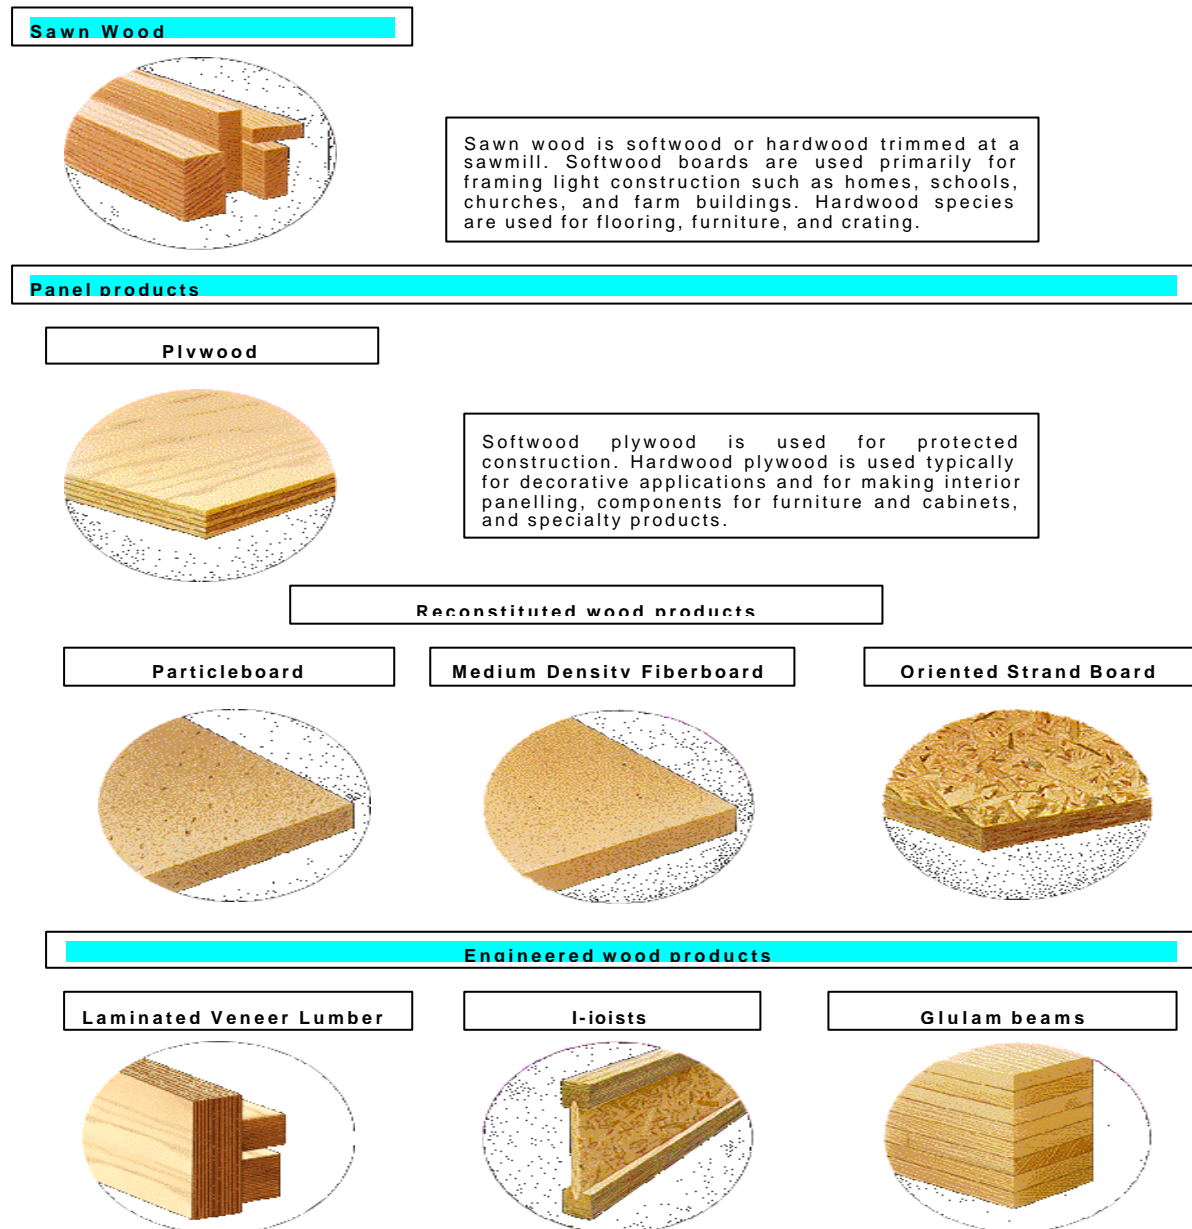 Sawn Wood
Sawn wood is softwood or hardwood trimmed at a
sawmill. Softwood boards are used primarily for
framing light construction such as homes, schools,
churches, and farm buildings. Hardwood species
are used for flooring, furniture, and crating.
Panel products
Plywood
Softwood plywood is used for protected
construction. Hardwood plywood is used typically
for decorative applications and for making interior
panelling, components for furniture and cabinets,
and specialty products.
Reconstituted wood products
Particleboard
Medium Density Fiberboard
Oriented Strand Board
Engineered wood products
Laminated Veneer Lumber
I-joists
Glulam beams